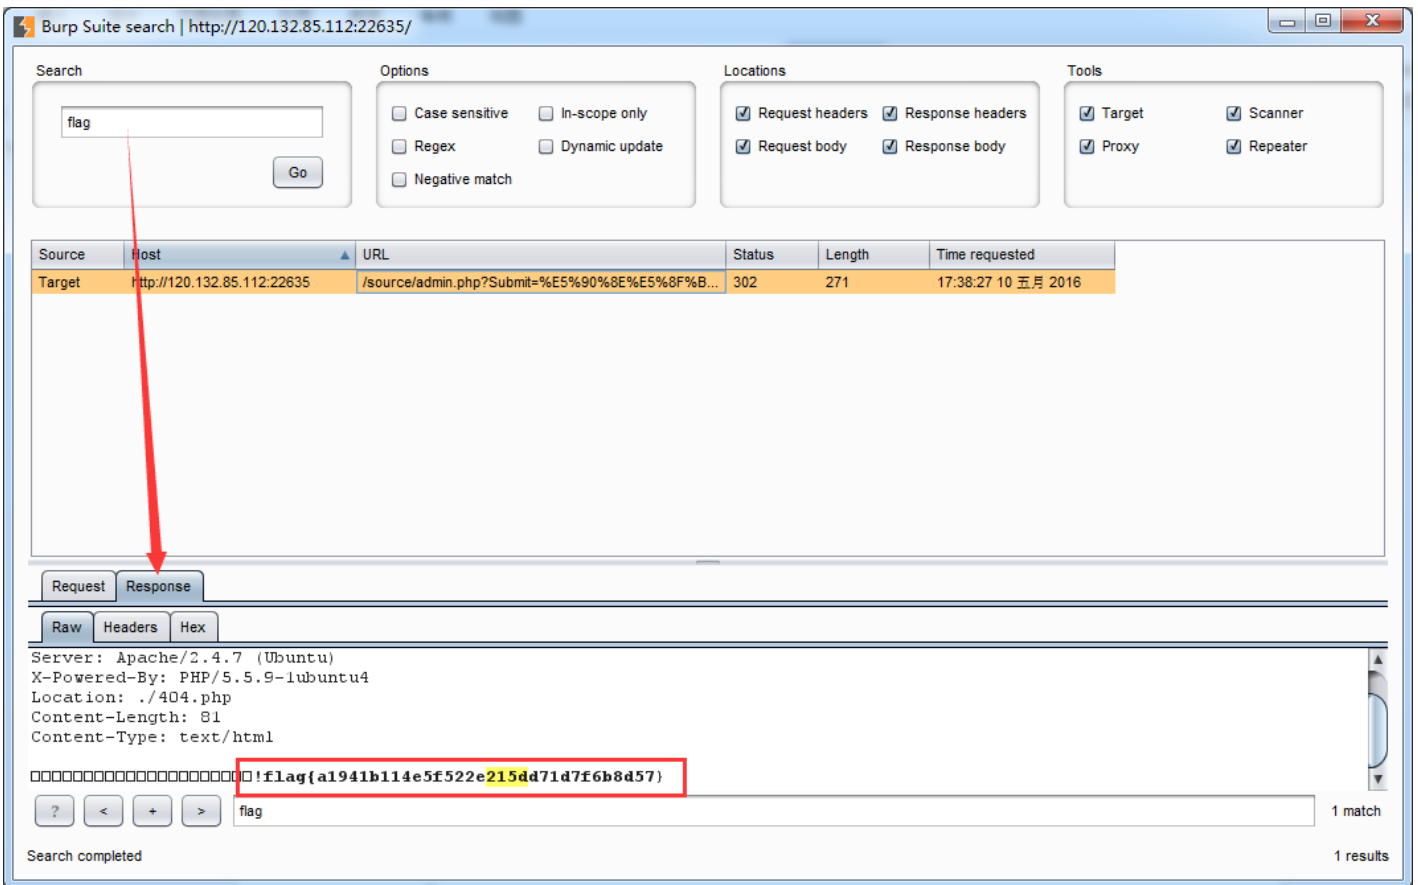 Burp Suite search | http://120.132.85.112:22635/
Search
Options
Locations
Tools
flag
Go
Case sensitive
In-scope only
Regex
Dynamic update
Negative match
Request headers
Response headers
Request body
Response body
Target
Scanner
Proxy
Repeater
Source Host URL Status Length Time requested
Target http://120.132.85.112:22635 /source/admin.php?Submit=%E5%90%8E%E5%8F%B... 302 271 17:38:27 10 五月 2016
Request Response
Raw Headers Hex
Server: Apache/2.4.7 (Ubuntu)
X-Powered-By: PHP/5.5.9-1ubuntu4
Location: ./404.php
Content-Length: 81
Content-Type: text/html
□□□□□□□□□□□□□□□□□□□□□!flag{a1941b114e5f522e215dd71d7f6b8d57}
? < + > flag 1 match
Search completed 1 results